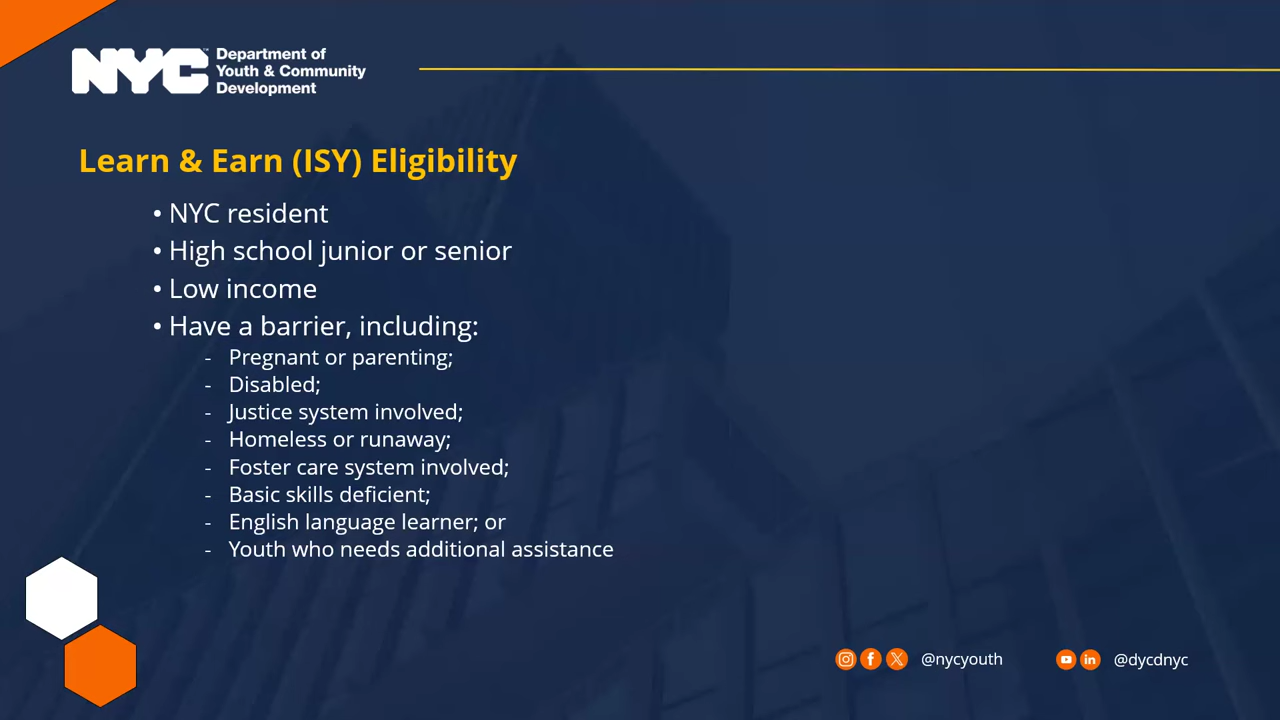 NYC Department of
Youth & Community
Development
Learn & Earn (ISY) Eligibility
• NYC resident
• High school junior or senior
• Low income
• Have a barrier, including:
- Pregnant or parenting;
- Disabled;
- Justice system involved;
- Homeless or runaway;
- Foster care system involved;
- Basic skills deficient;
- English language learner; or
- Youth who needs additional assistance
@nycyouth
@dycdnyc